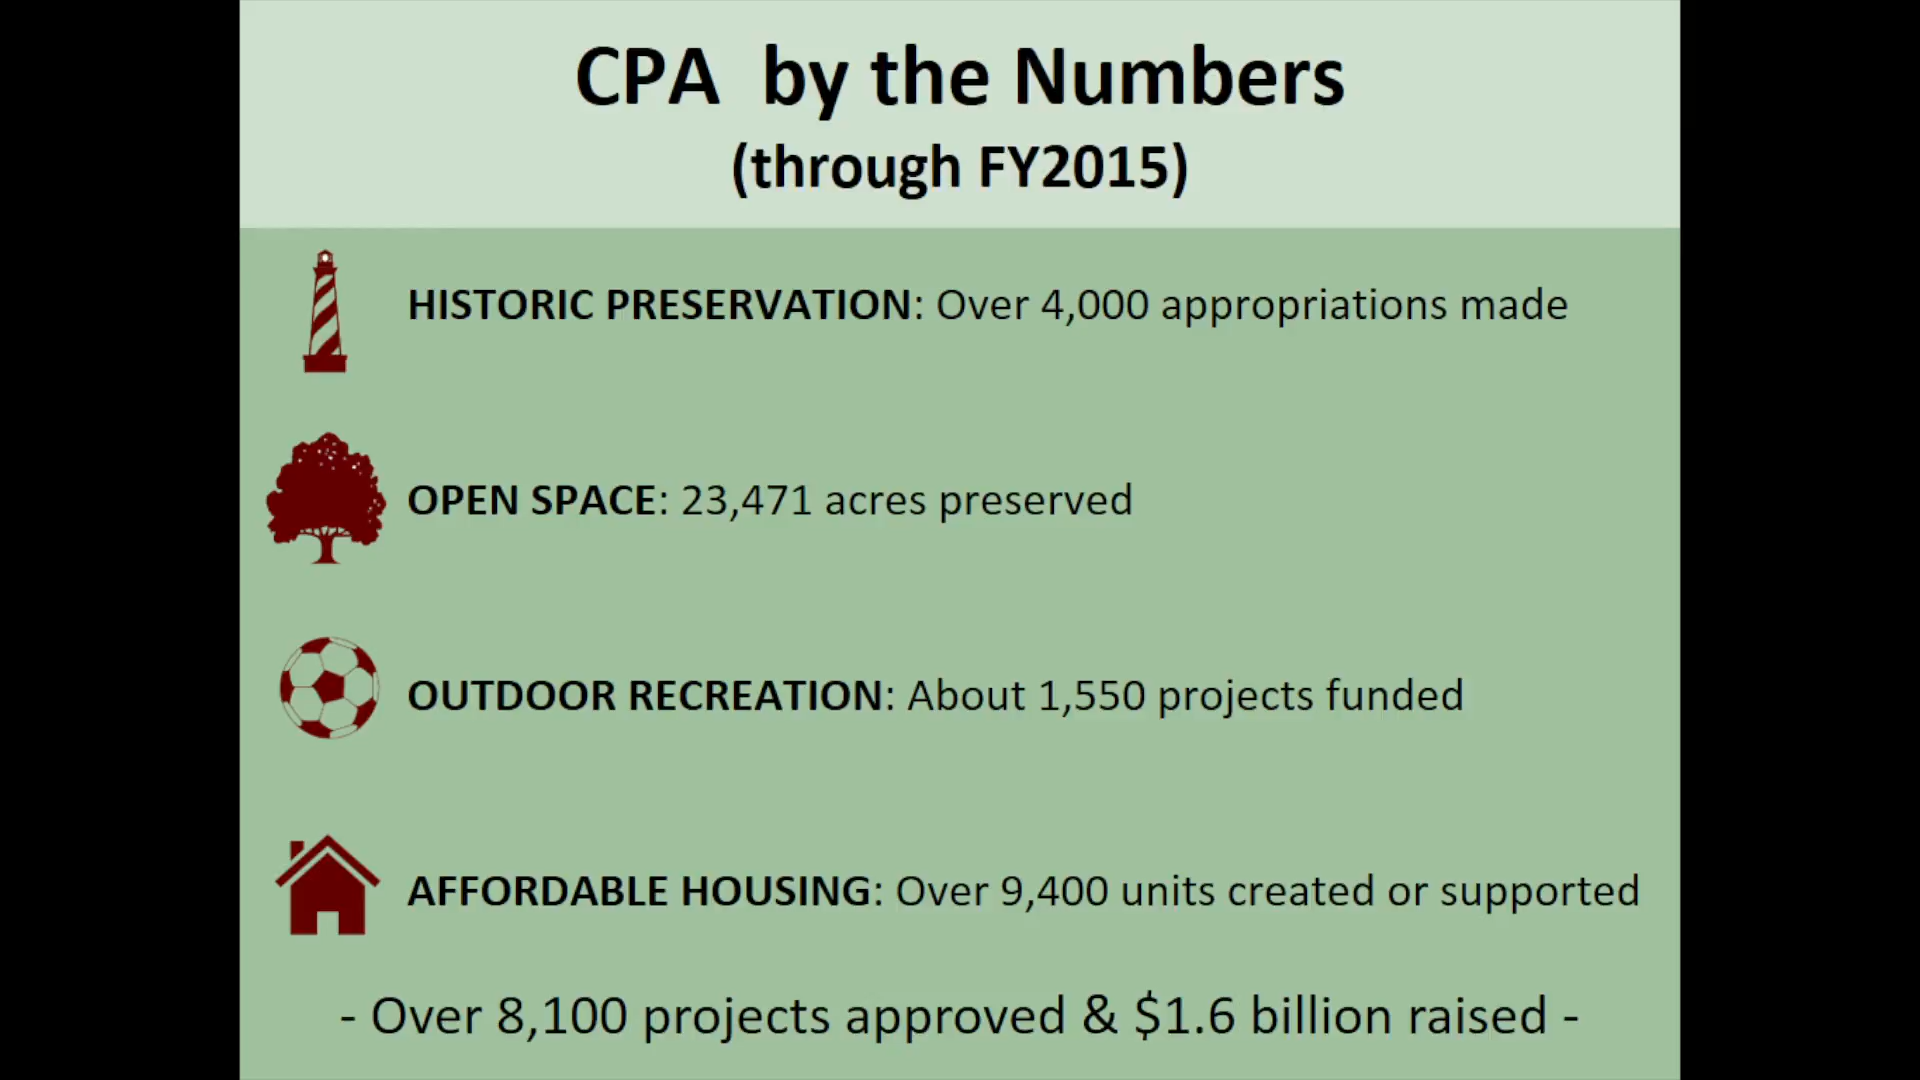 CPA by the Numbers
(through FY2015)
HISTORIC PRESERVATION: Over 4,000 appropriations made
OPEN SPACE: 23,471 acres preserved
OUTDOOR RECREATION: About 1,550 projects funded
AFFORDABLE HOUSING: Over 9,400 units created or supported
- Over 8,100 projects approved & $1.6 billion raised -